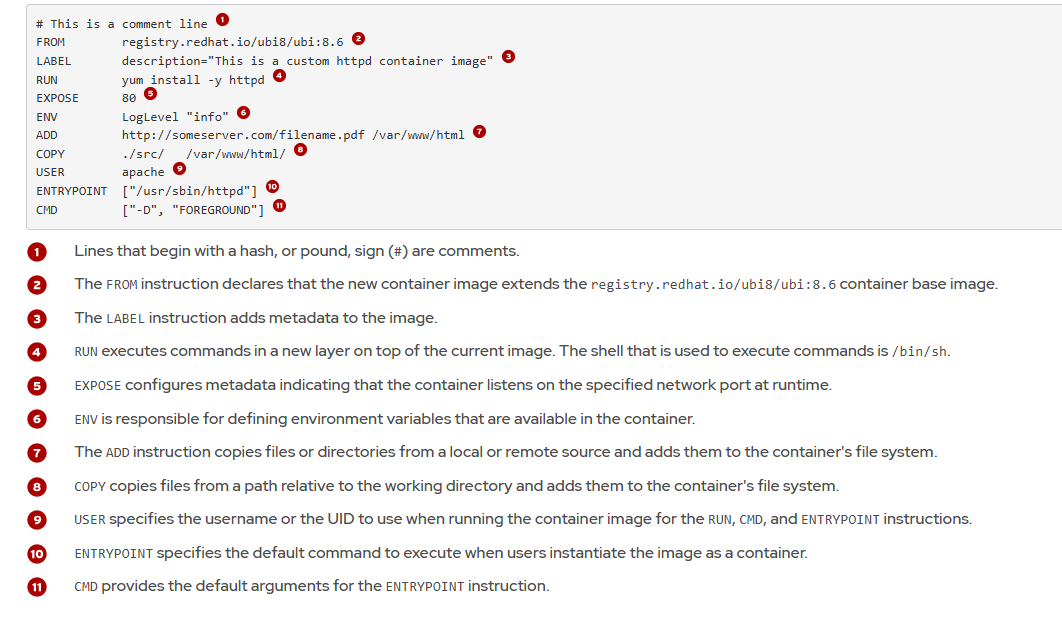 # This is a comment line 1
FROM registry.redhat.io/ubi8/ubi:8.6 2
LABEL description="This is a custom httpd container image" 3
RUN yum install -y httpd 4
EXPOSE 80 5
ENV LogLevel "info" 6
ADD http://someserver.com/filename.pdf /var/www/html 7
COPY ./src/ /var/www/html/ 8
USER apache 9
ENTRYPOINT ["/usr/sbin/httpd"] 10
CMD ["-D", "FOREGROUND"] 11
1 Lines that begin with a hash, or pound, sign (#) are comments.
2 The FROM instruction declares that the new container image extends the registry.redhat.io/ubi8/ubi:8.6 container base image.
3 The LABEL instruction adds metadata to the image.
4 RUN executes commands in a new layer on top of the current image. The shell that is used to execute commands is /bin/sh.
5 EXPOSE configures metadata indicating that the container listens on the specified network port at runtime.
6 ENV is responsible for defining environment variables that are available in the container.
7 The ADD instruction copies files or directories from a local or remote source and adds them to the container's file system.
8 COPY copies files from a path relative to the working directory and adds them to the container's file system.
9 USER specifies the username or the UID to use when running the container image for the RUN, CMD, and ENTRYPOINT instructions.
10 ENTRYPOINT specifies the default command to execute when users instantiate the image as a container.
11 CMD provides the default arguments for the ENTRYPOINT instruction.